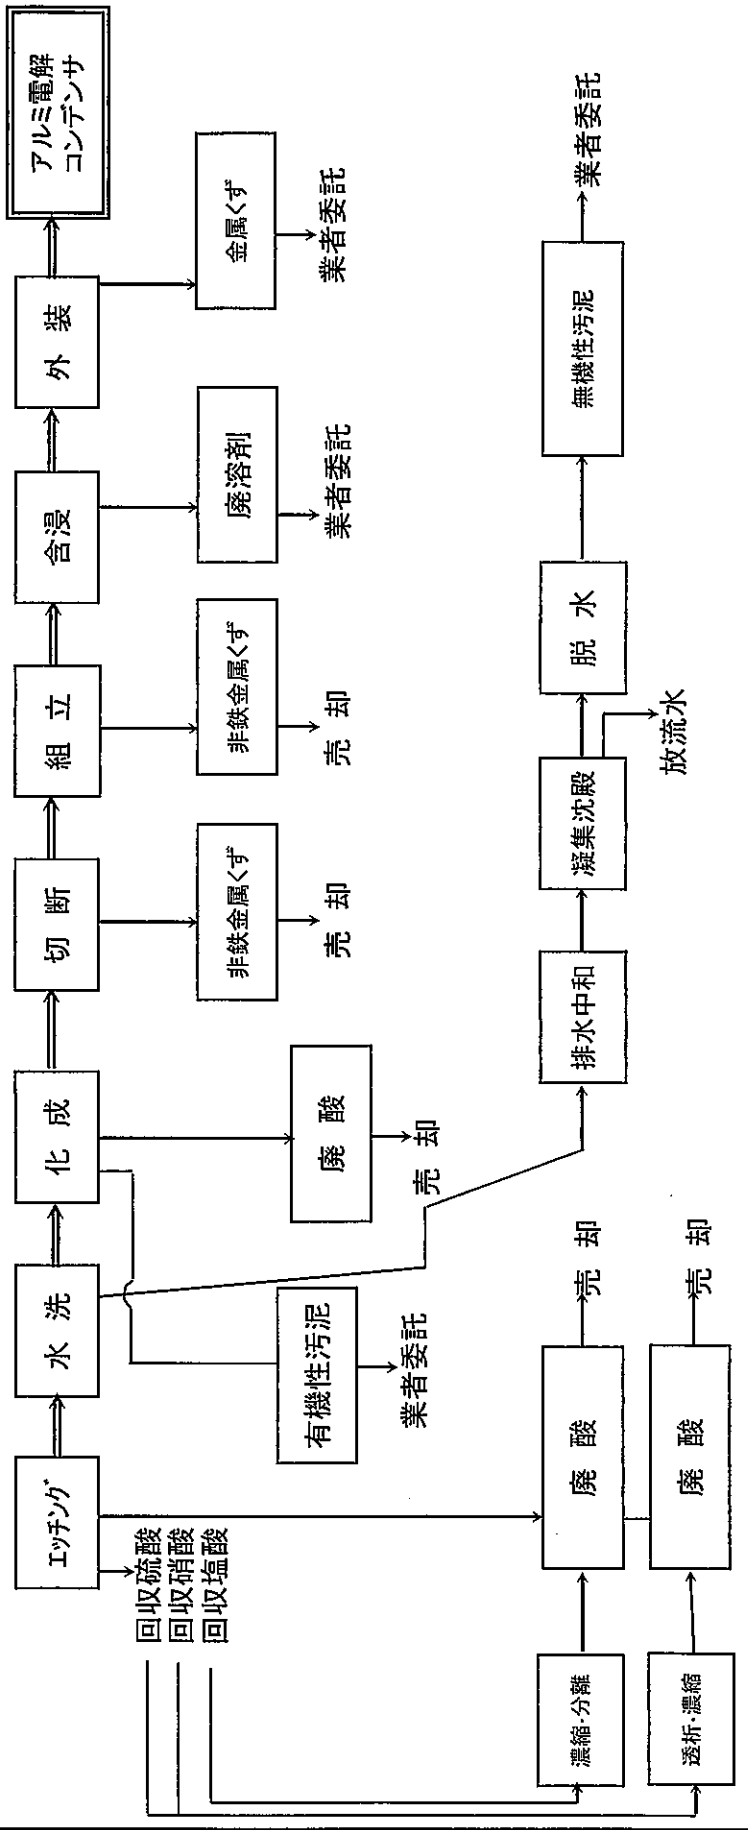 エッチング
水洗
化成
切断
組立
含浸
外装
アルミ電解
コンデンサ
回収硫酸
回収硝酸
回収塩酸
有機性汚泥
業者委託
廃酸
売却
非鉄金属くず
売却
非鉄金属くず
売却
廃溶剤
業者委託
金属くず
業者委託
濃縮・分離
廃酸
売却
排水中和
凝集沈殿
放流水
脱水
無機性汚泥
業者委託
透析・濃縮
廃酸
売却